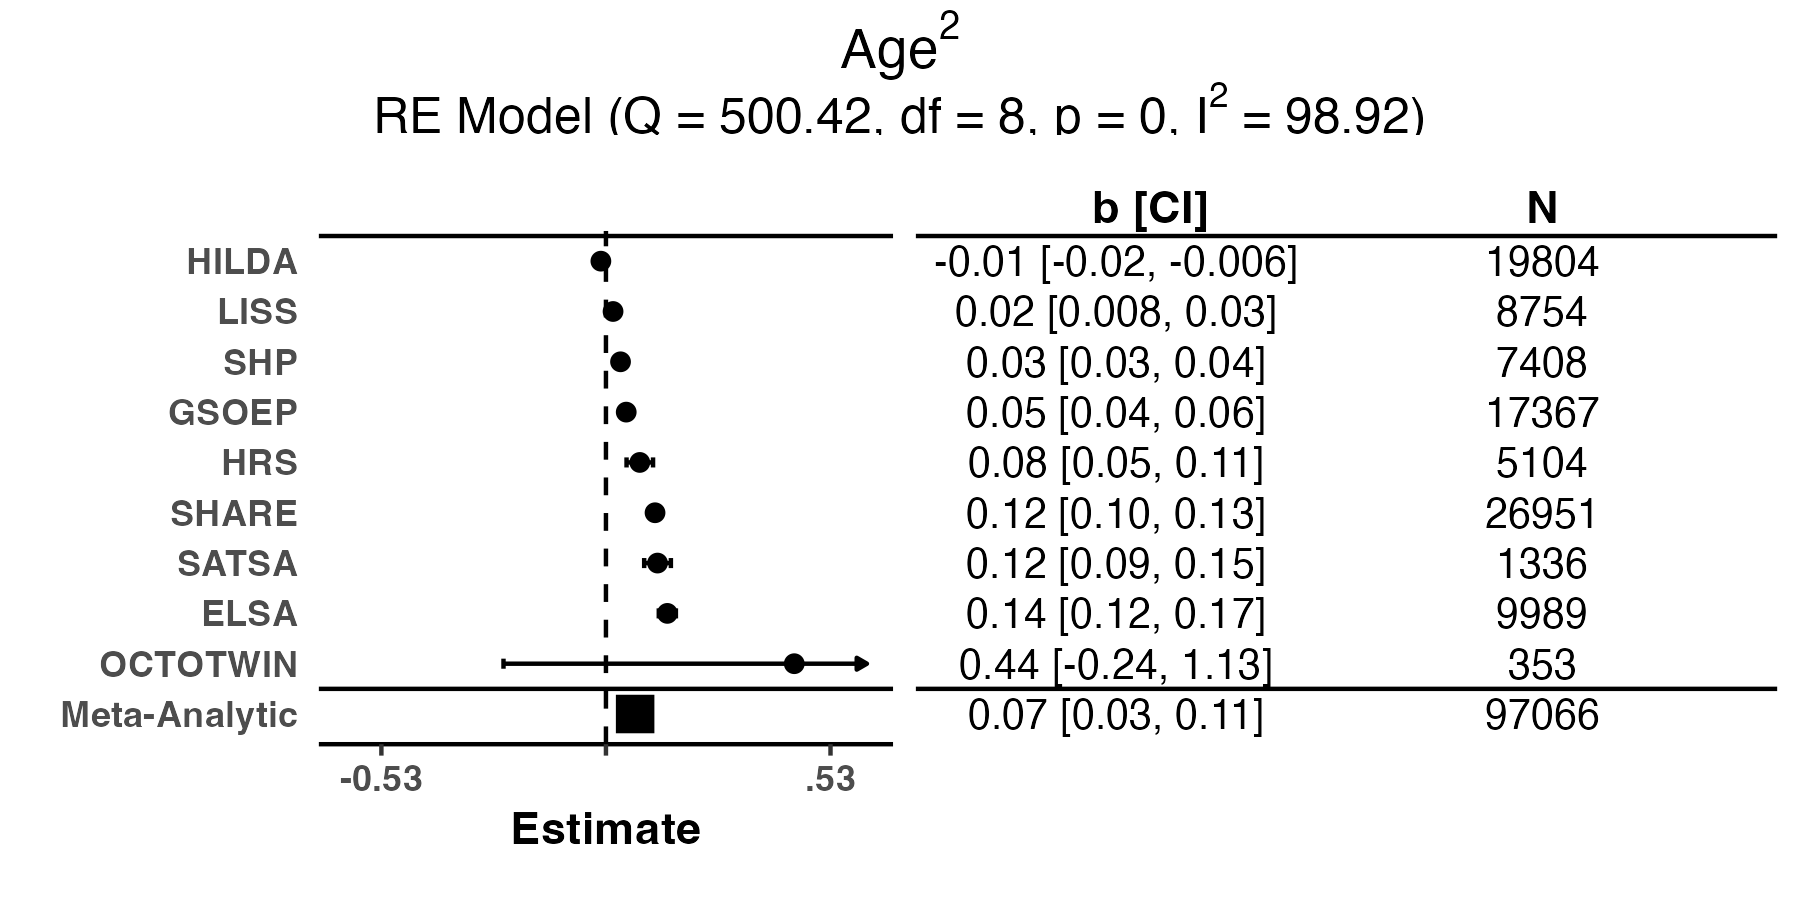 Age²
RE Model (Q = 500.42, df = 8, p = 0, I² = 98.92)
b [CI] N
HILDA -0.01 [-0.02, -0.006] 19804
LISS 0.02 [0.008, 0.03] 8754
SHP 0.03 [0.03, 0.04] 7408
GSOEP 0.05 [0.04, 0.06] 17367
HRS 0.08 [0.05, 0.11] 5104
SHARE 0.12 [0.10, 0.13] 26951
SATSA 0.12 [0.09, 0.15] 1336
ELSA 0.14 [0.12, 0.17] 9989
OCTOTWIN 0.44 [-0.24, 1.13] 353
Meta-Analytic 0.07 [0.03, 0.11] 97066
-0.53 .53
Estimate